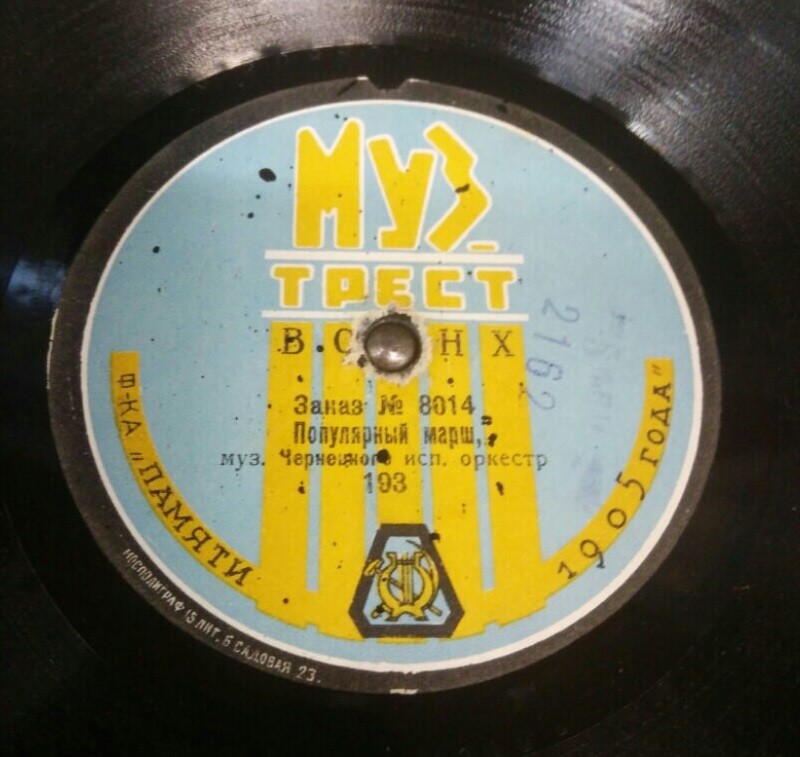 МУЗ
ТРЕСТ
ВСНХ
Заказ № 8014
Популярный марш,"
муз. Чернецкого исп. оркестр
193
Ф-КА „ПАМЯТИ
1905 ГОДА"
МОСПОЛИГРАФ 15 ЛИТ. Б САДОВАЯ 23.
2162